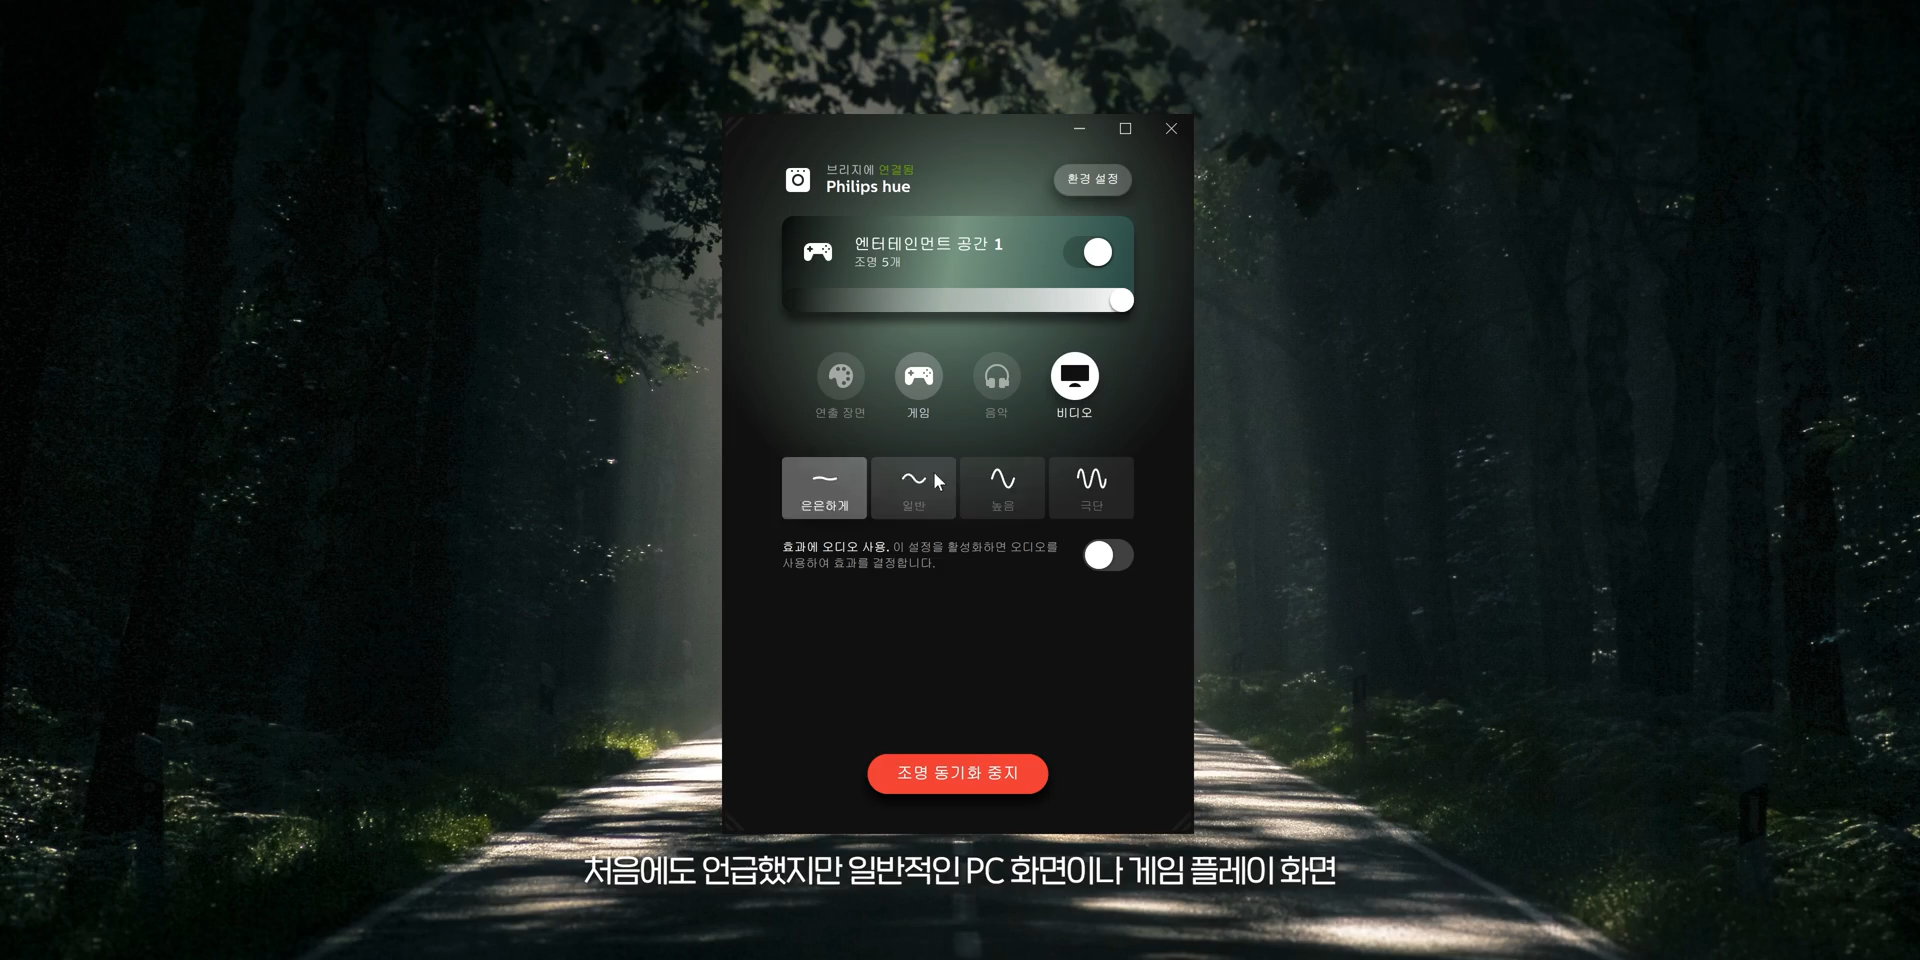 브리지에 연결됨
Philips hue
환경 설정
엔터테인먼트 공간 1
조명 5개
연출 장면
게임
음악
비디오
은은하게
일반
높음
극단
효과에 오디오 사용. 이 설정을 활성화하면 오디오를
사용하여 효과를 결정합니다.
조명 동기화 중지
처음에도 언급했지만 일반적인 PC 화면이나 게임 플레이 화면